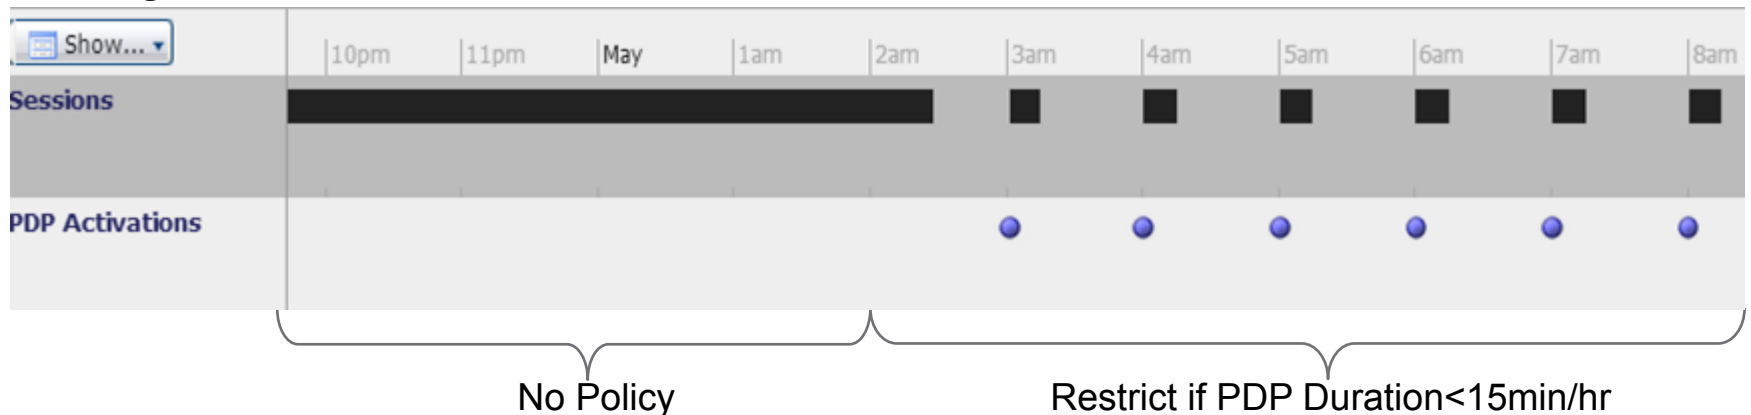 Show...
10pm 11pm May 1am 2am 3am 4am 5am 6am 7am 8am
Sessions
PDP Activations
No Policy Restrict if PDP Duration<15min/hr